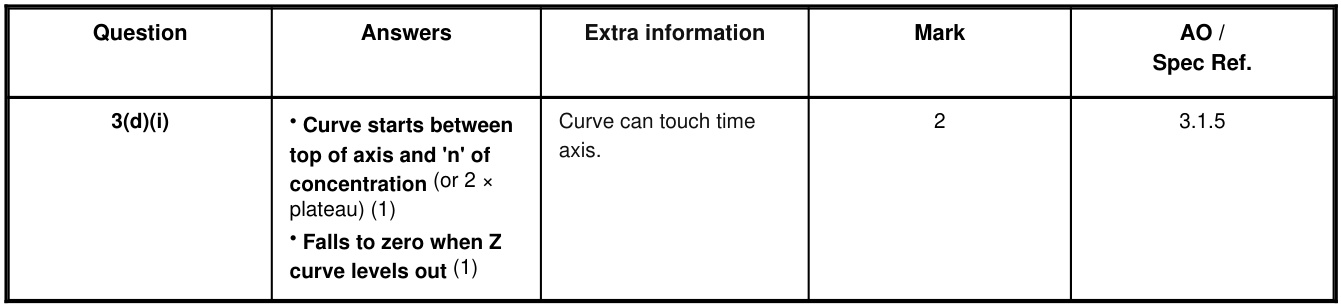 Question Answers Extra information Mark AO /
Spec Ref.
3(d)(i) • Curve starts between Curve can touch time 2 3.1.5
top of axis and 'n' of axis.
concentration (or 2 ×
plateau) (1)
• Falls to zero when Z
curve levels out (1)